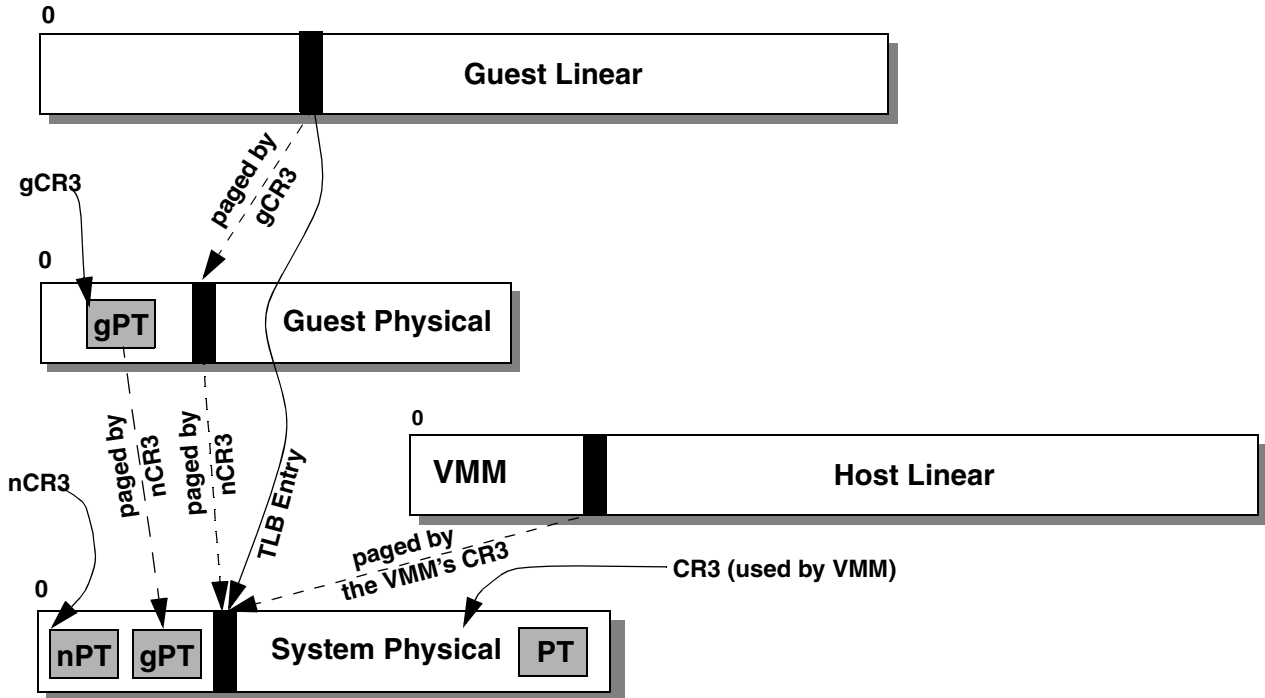 0
Guest Linear
paged by
gCR3
gCR3
0
gPT
Guest Physical
paged by
nCR3
paged by
nCR3
TLB Entry
0
VMM
Host Linear
nCR3
paged by
the VMM's CR3
CR3 (used by VMM)
0
nPT
gPT
System Physical
PT